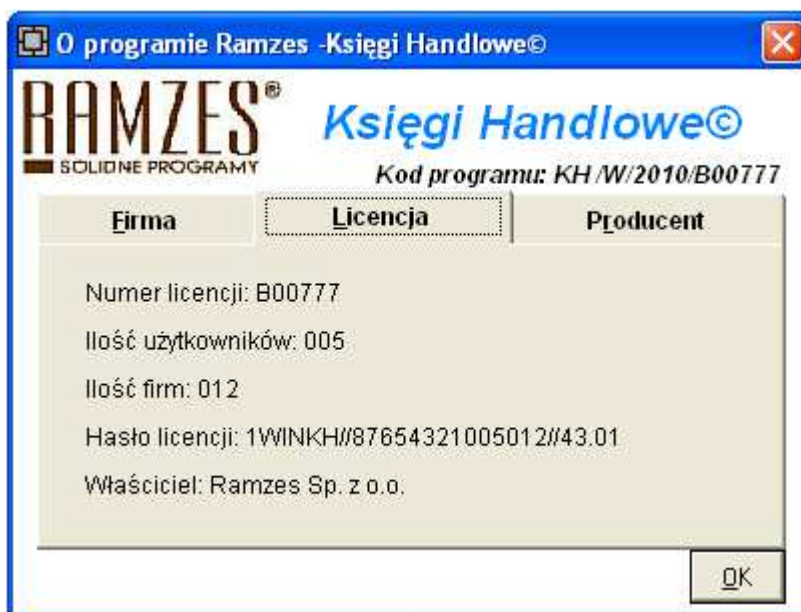 O programie Ramzes -Księgi Handlowe©
RAMZES®
SOLIDNE PROGRAMY
Księgi Handlowe©
Kod programu: KH /W/2010/B00777
Firma
Licencja
Producent
Numer licencji: B00777
Ilość użytkowników: 005
Ilość firm: 012
Hasło licencji: 1WINKH//87654321005012//43.01
Właściciel: Ramzes Sp. z o.o.
OK